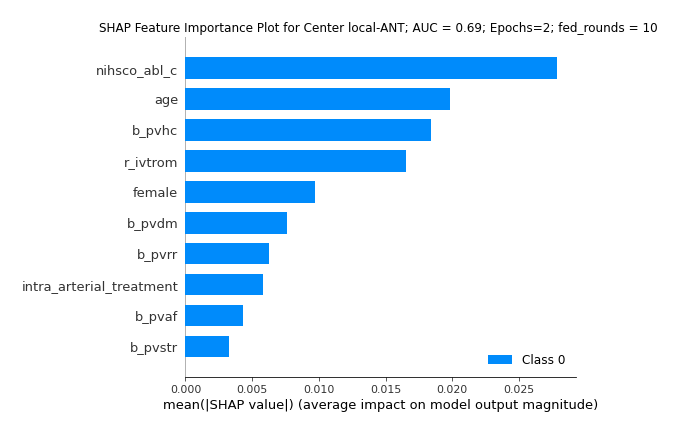 SHAP Feature Importance Plot for Center local-ANT; AUC = 0.69; Epochs=2; fed_rounds = 10
nihsco_abl_c
age
b_pvhc
r_ivtrom
female
b_pvdm
b_pvrr
intra_arterial_treatment
b_pvaf
b_pvstr
Class 0
0.000 0.005 0.010 0.015 0.020 0.025
mean(|SHAP value|) (average impact on model output magnitude)